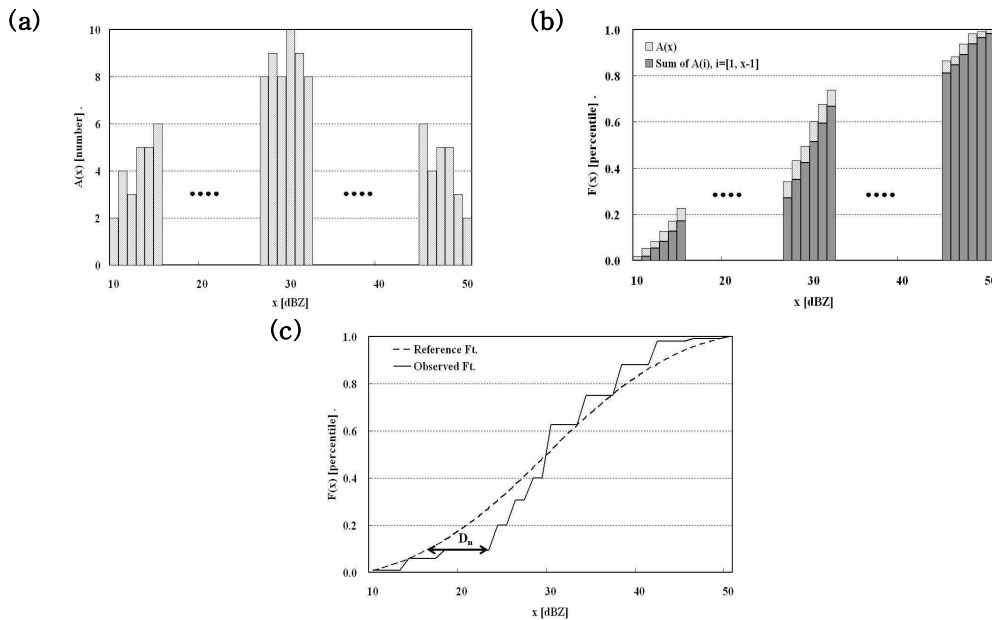 (a)
10
8
6
4
2
0
A(x) [number] .
••••
••••
10
20
30
40
50
x [dBZ]
(b)
1.0
0.8
0.6
0.4
0.2
0.0
F(x) [percentile] .
A(x)
Sum of A(i), i=[1, x-1]
••••
••••
10
20
30
40
50
x [dBZ]
(c)
1.0
0.8
0.6
0.4
0.2
0.0
F(x) [percentile] .
Reference Ft.
Observed Ft.
Dn
10
20
30
40
50
x [dBZ]